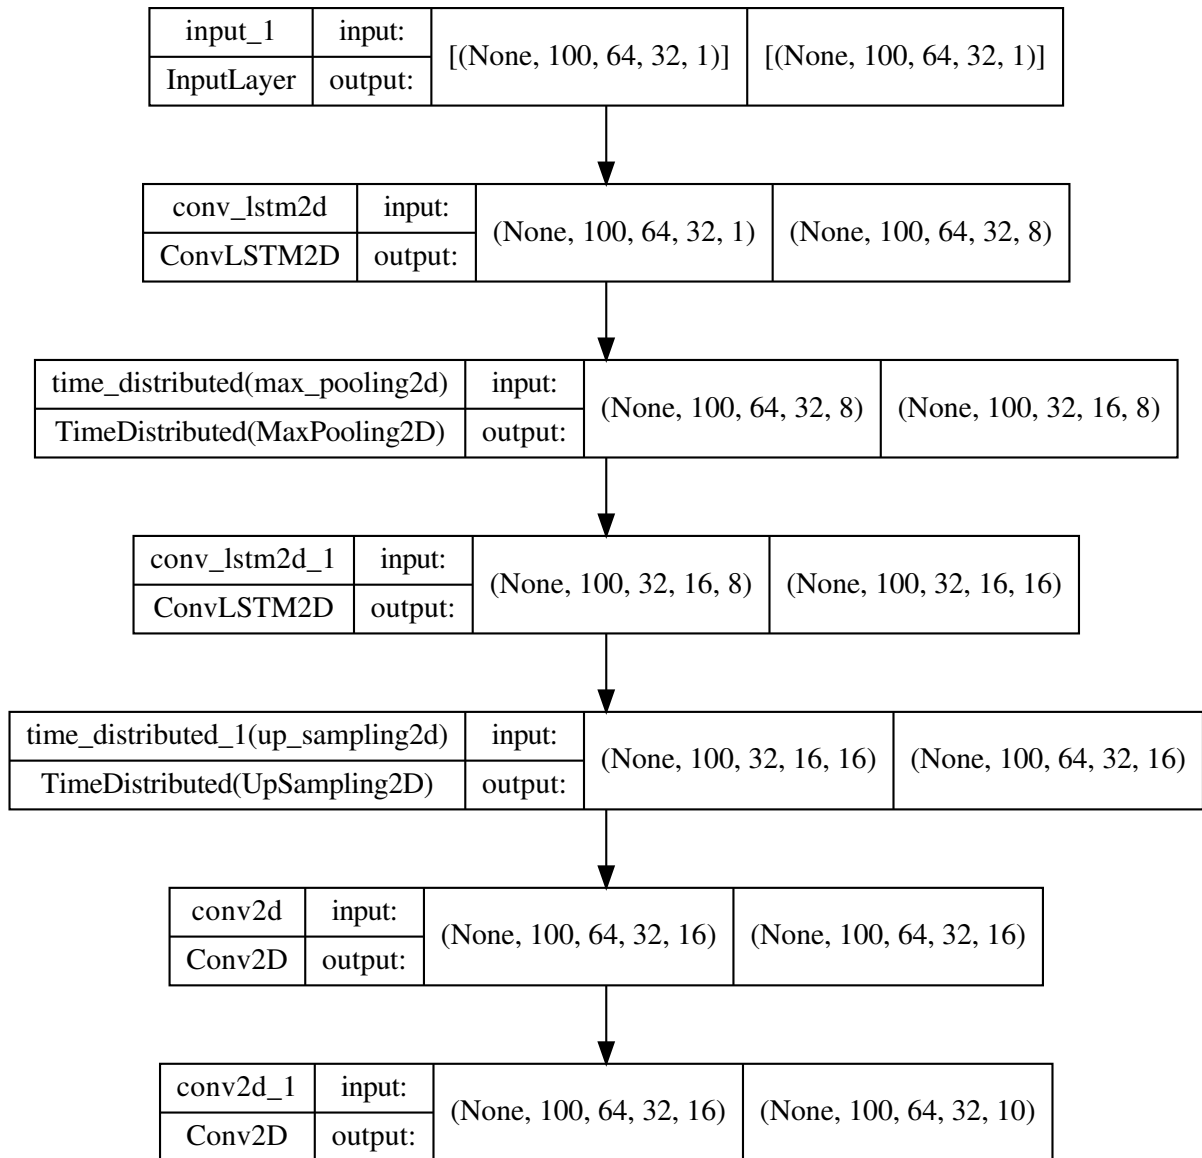 input_1 input: [(None, 100, 64, 32, 1)] [(None, 100, 64, 32, 1)]
InputLayer output:
conv_lstm2d input: (None, 100, 64, 32, 1) (None, 100, 64, 32, 8)
ConvLSTM2D output:
time_distributed(max_pooling2d) input: (None, 100, 64, 32, 8) (None, 100, 32, 16, 8)
TimeDistributed(MaxPooling2D) output:
conv_lstm2d_1 input: (None, 100, 32, 16, 8) (None, 100, 32, 16, 16)
ConvLSTM2D output:
time_distributed_1(up_sampling2d) input: (None, 100, 32, 16, 16) (None, 100, 64, 32, 16)
TimeDistributed(UpSampling2D) output:
conv2d input: (None, 100, 64, 32, 16) (None, 100, 64, 32, 16)
Conv2D output:
conv2d_1 input: (None, 100, 64, 32, 16) (None, 100, 64, 32, 10)
Conv2D output: